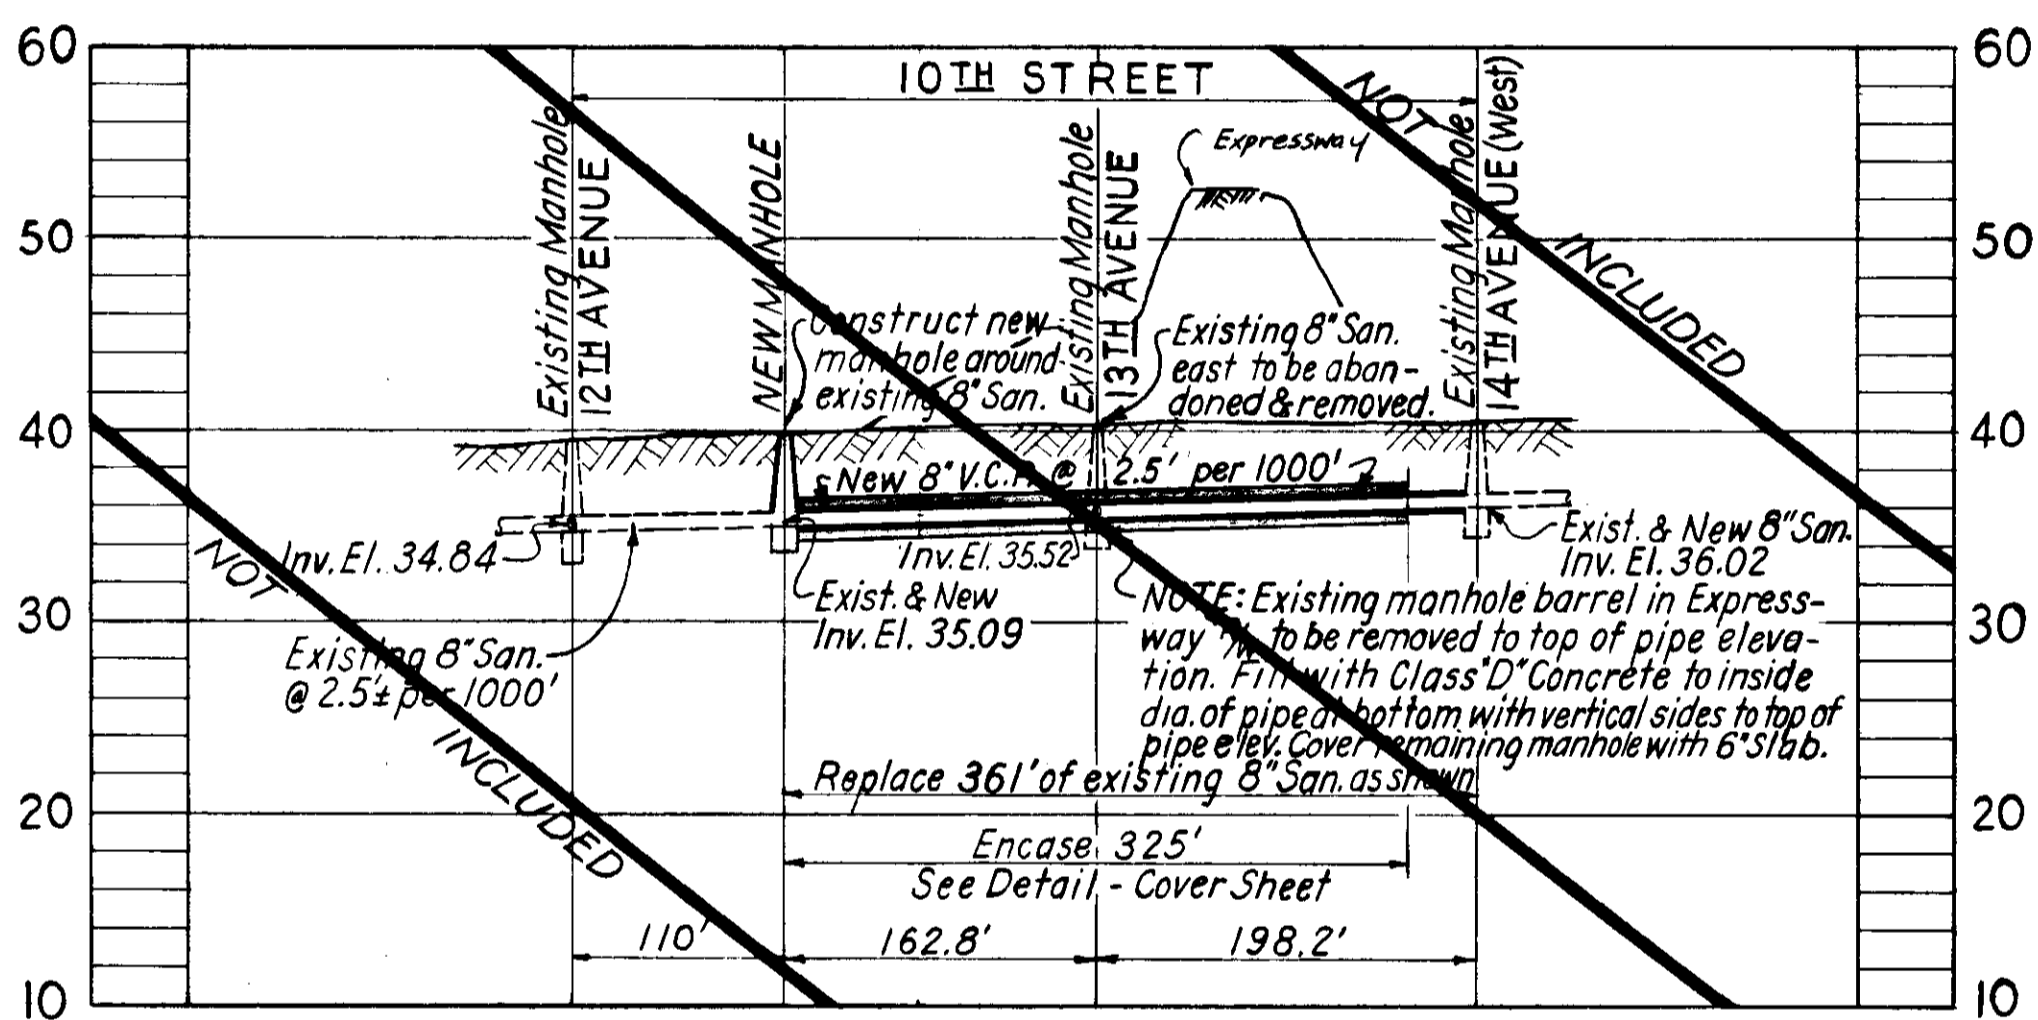 60
50
40
30
20
10
60
50
40
30
20
10
10TH STREET
Existing Manhole
12TH AVENUE
NEW MANHOLE
Existing Manhole
13TH AVENUE
Expressway
Existing Manhole
14TH AVENUE (West)
NOT
INCLUDED
Construct new
manhole around
existing 8" San.
Existing 8" San.
east to be aban-
doned & removed.
New 8" V.C.P. @ 2.5' per 1000'
Inv. El. 34.84
Inv. El. 35.52
Exist. & New
Inv. El. 35.09
Exist. & New 8" San.
Inv. El. 36.02
NOT
INCLUDED
Existing 8" San.
@ 2.5'± per 1000'
NOTE: Existing manhole barrel in Express-
way to be removed to top of pipe eleva-
tion. Fill with Class "D" Concrete to inside
dia. of pipe at bottom with vertical sides to top of
pipe elev. Cover remaining manhole with 6" Slab.
Replace 361' of existing 8" San. as shown
Encase 325'
See Detail - Cover Sheet
110'
162.8'
198.2'